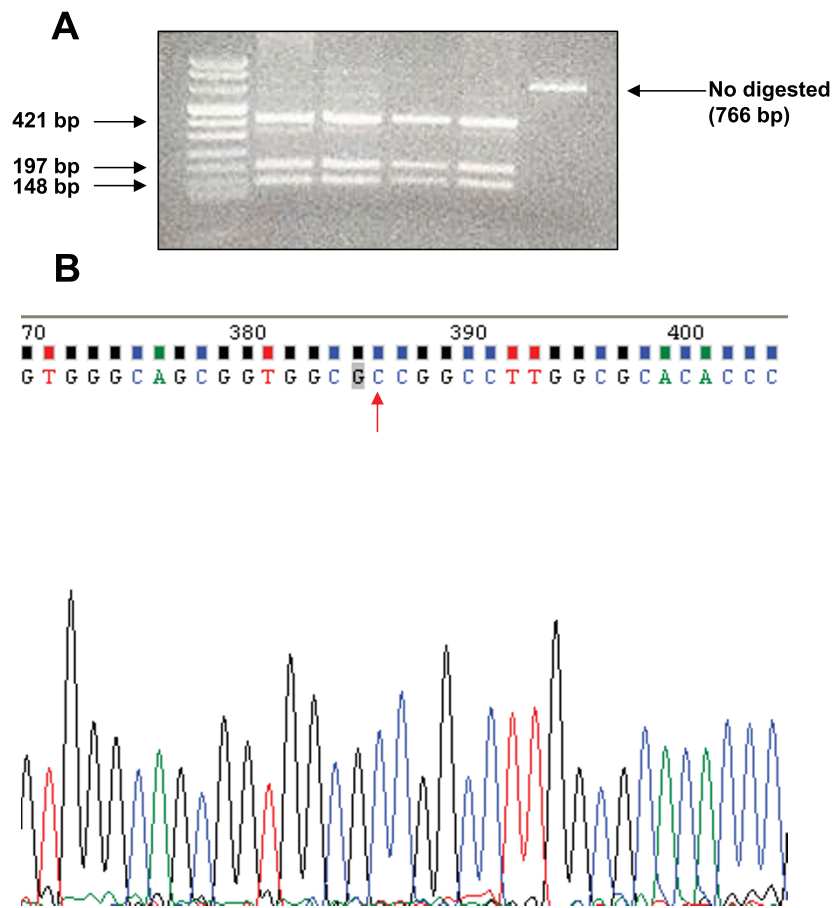 A
421 bp
197 bp
148 bp
No digested
(766 bp)
B
70 380 390 400
G T G G G C A G C G G T G G C G C C G G C C T T G G C G C A C A C C C